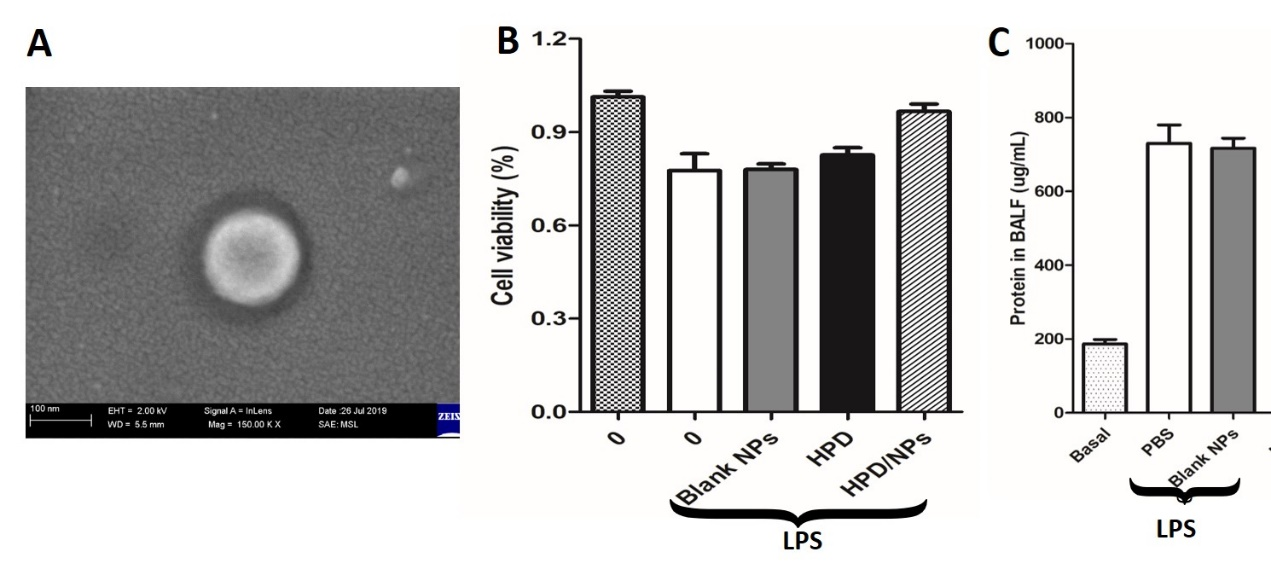 A
100 nm
EHT = 2.00 kV
Signal A = InLens
Date :26 Jul 2019
ZEIS
WD = 5.5 mm
Mag = 150.00 K X
SAE: MSL
B
Cell viability (%)
1.2
0.9
0.6
0.3
0.0
0
0
Blank NPs
HPD
HPD/NPs
LPS
C
Protein in BALF (ug/mL)
1000
800
600
400
200
0
Basal
PBS
Blank NPs
LPS